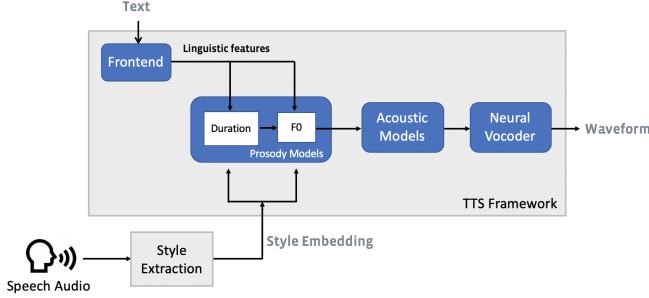 Text
Linguistic features
Frontend
Duration
F0
Prosody Models
Acoustic
Models
Neural
Vocoder
Waveform
TTS Framework
Style Embedding
Style
Extraction
Speech Audio